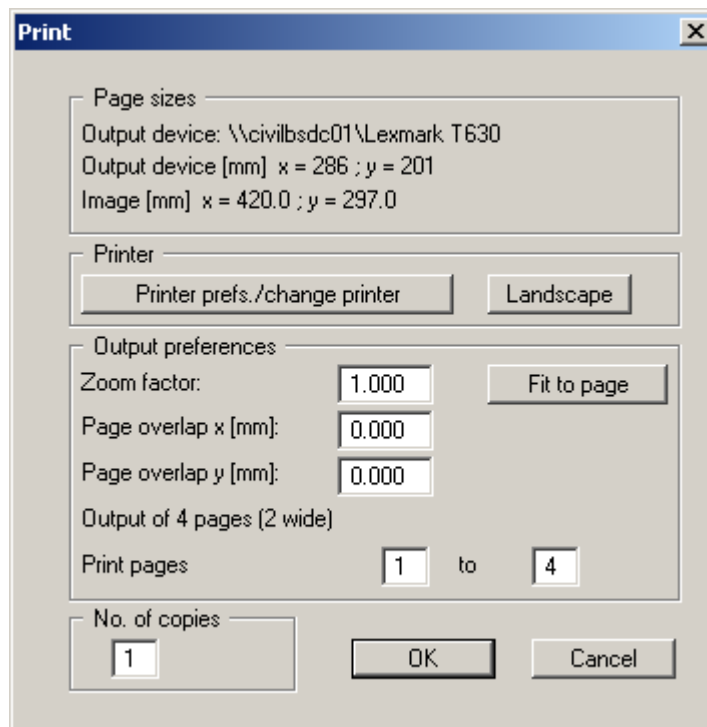 Print
Page sizes
Output device: \\civilbsdc01\Lexmark T630
Output device [mm] x = 286 ; y = 201
Image [mm] x = 420.0 ; y = 297.0
Printer
Printer prefs./change printer Landscape
Output preferences
Zoom factor: 1.000 Fit to page
Page overlap x [mm]: 0.000
Page overlap y [mm]: 0.000
Output of 4 pages (2 wide)
Print pages 1 to 4
No. of copies
1 OK Cancel